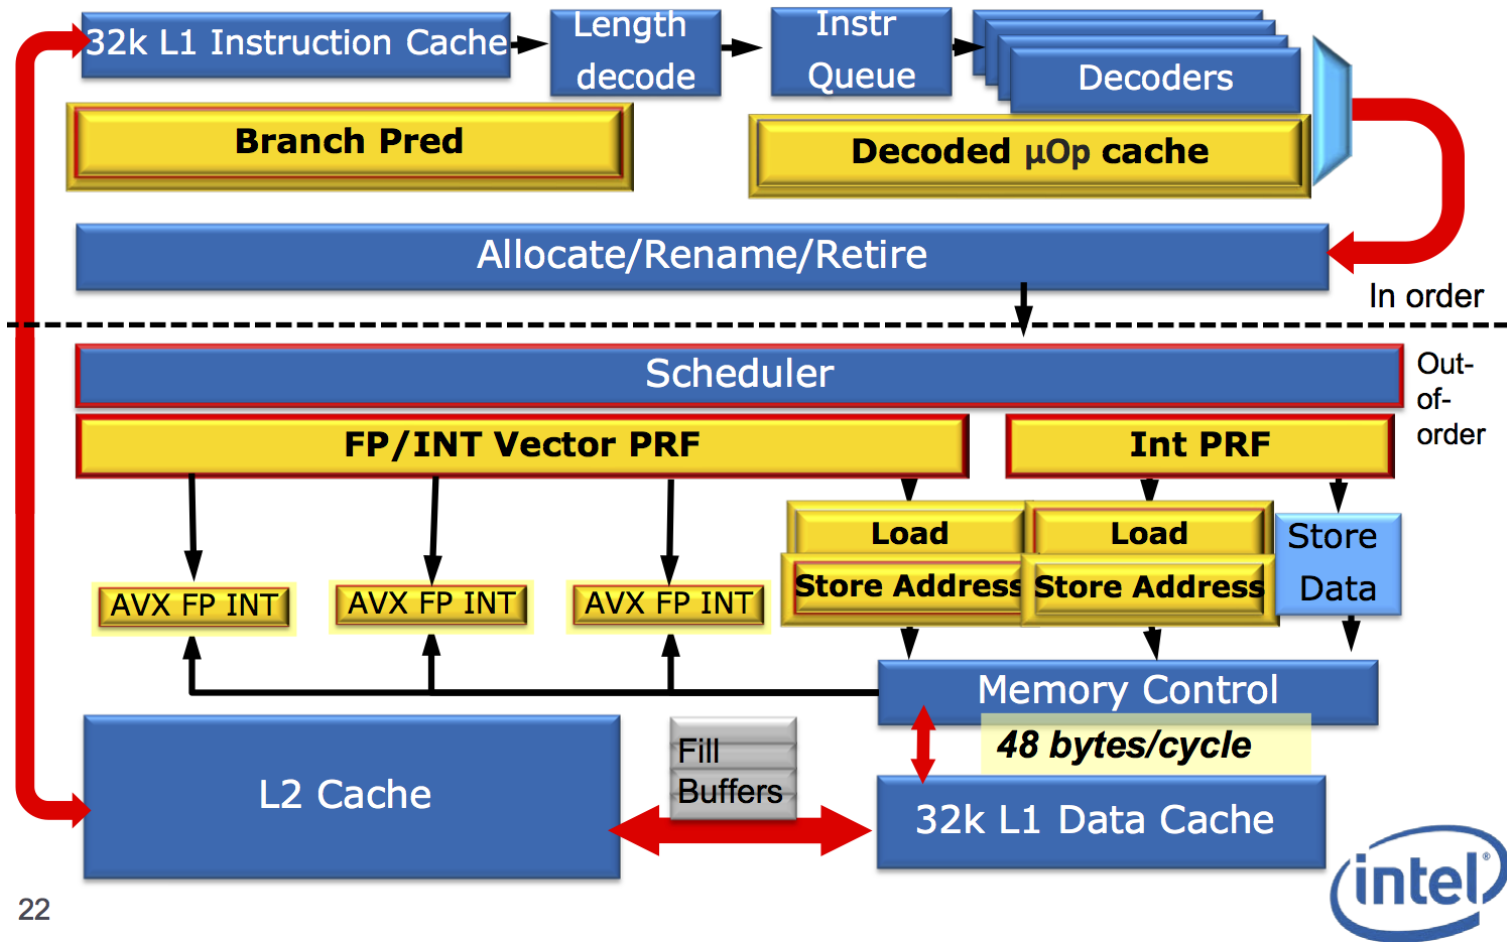 32k L1 Instruction Cache
Length
decode
Instr
Queue
Decoders
Branch Pred
Decoded μOp cache
Allocate/Rename/Retire
In order
Scheduler
Out-
of-
order
FP/INT Vector PRF
Int PRF
Load
Store Address
Load
Store Address
Store
Data
AVX FP INT
AVX FP INT
AVX FP INT
Memory Control
48 bytes/cycle
L2 Cache
Fill
Buffers
32k L1 Data Cache
22
intel®